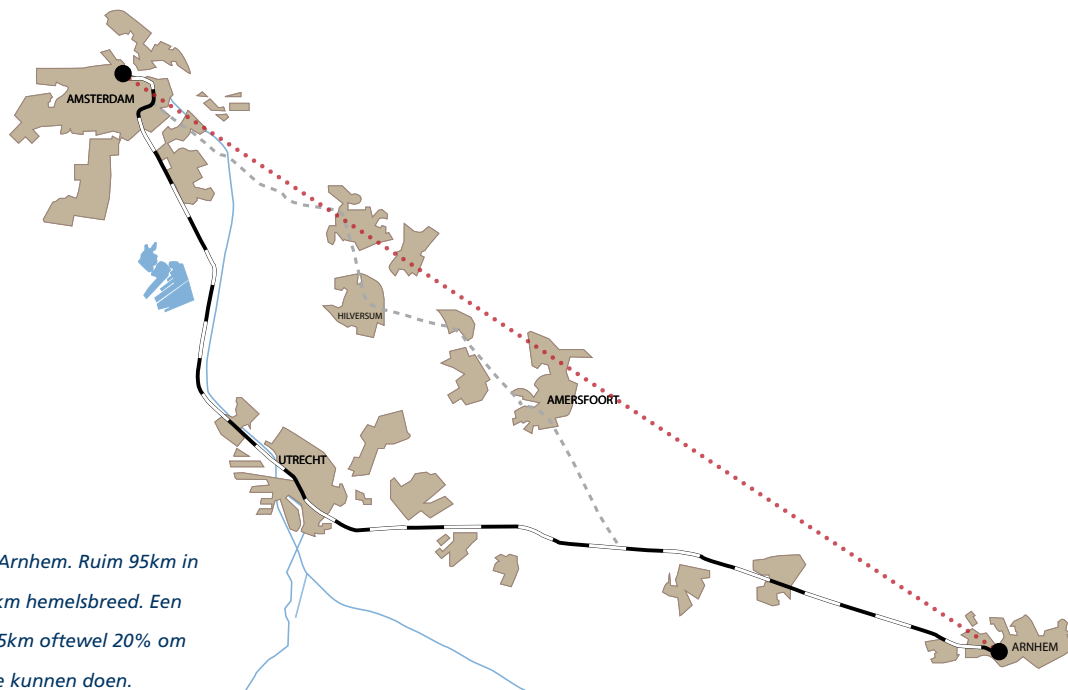 AMSTERDAM
HILVERSUM
AMERSFOORT
UTRECHT
Arnhem. Ruim 95km in
km hemelsbreed. Een
5km oftewel 20% om
kunnen doen.
ARNHEM